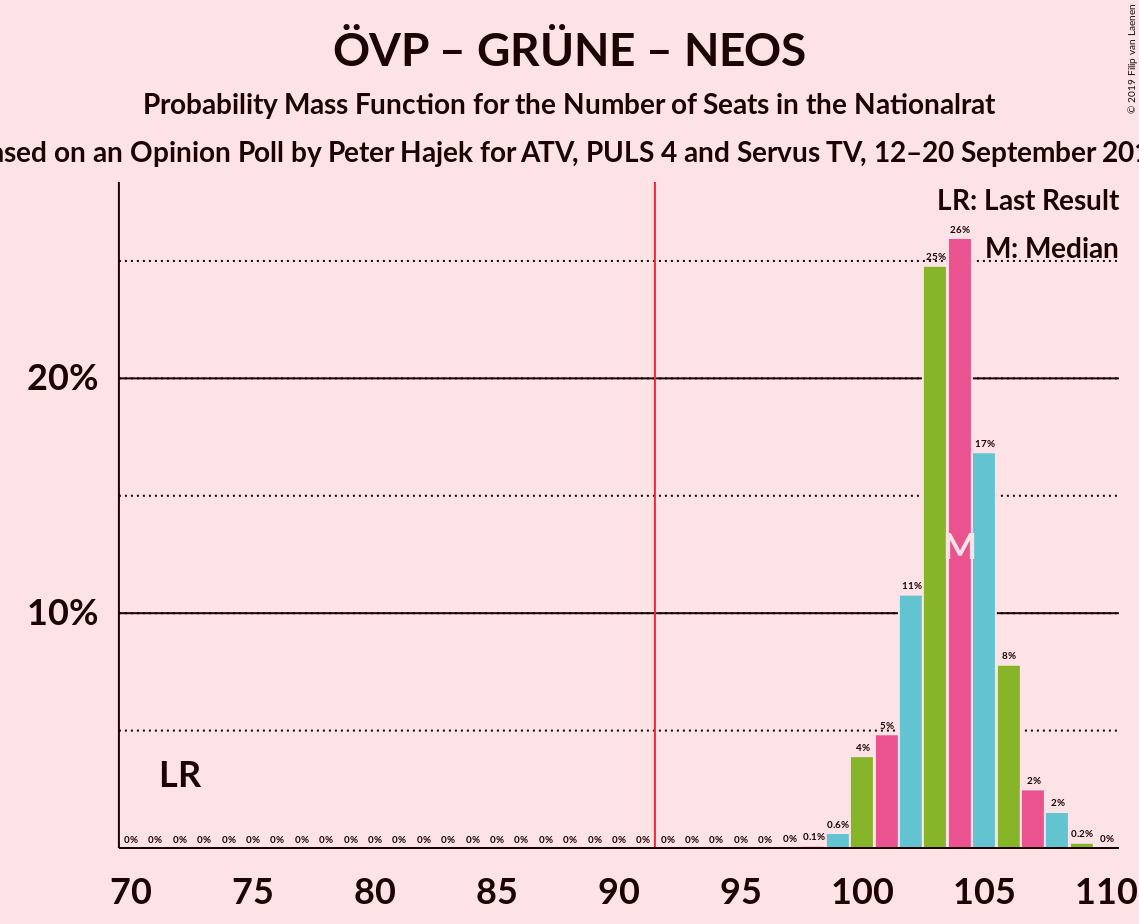 ÖVP – GRÜNE – NEOS
Probability Mass Function for the Number of Seats in the Nationalrat
on an Opinion Poll by Peter Hajek for ATV, PULS 4 and Servus TV, 12–20 September
© 2019 Filip van Laenen
LR: Last Result
M: Median
26%
25%
20%
17%
M
11%
10%
8%
5%
4%
LR
2%
2%
0% 0% 0% 0% 0% 0% 0% 0% 0% 0% 0% 0% 0% 0% 0% 0% 0% 0% 0% 0% 0% 0% 0% 0% 0% 0% 0% 0% 0.1% 0.6% 0.2% 0%
70 75 80 85 90 95 100 105 110